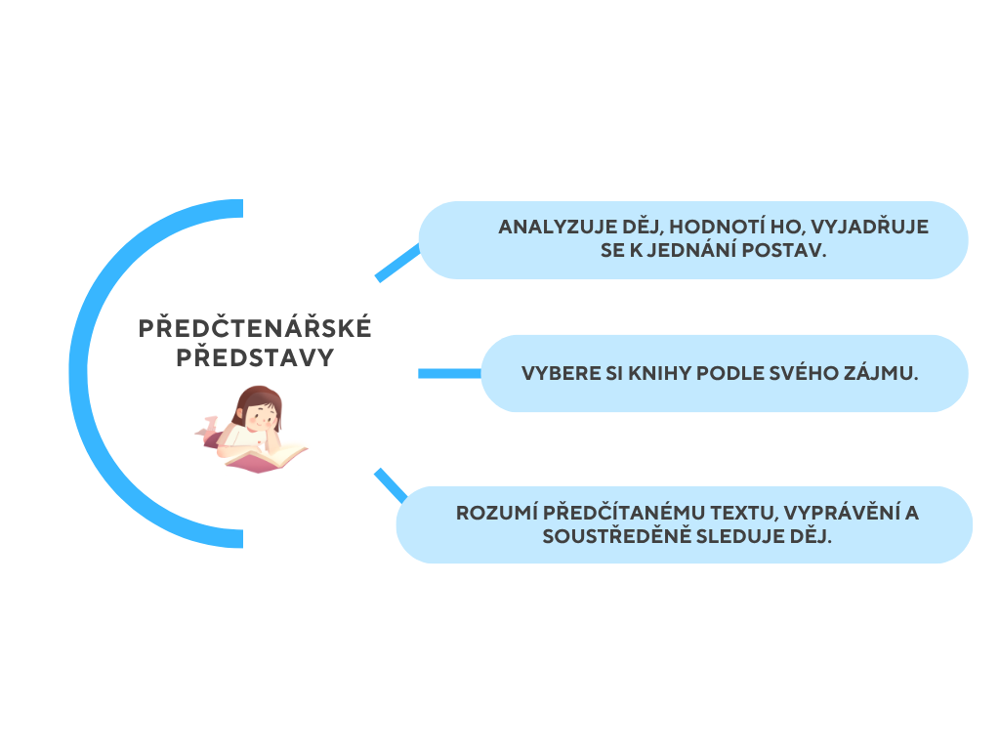 PŘEDČTENÁŘSKÉ
PŘEDSTAVY
ANALYZUJE DĚJ, HODNOTÍ HO, VYJADŘUJE
SE K JEDNÁNÍ POSTAV.
VYBERE SI KNIHY PODLE SVÉHO ZÁJMU.
ROZUMÍ PŘEDČÍTANÉMU TEXTU, VYPRÁVĚNÍ A
SOUSTŘEDĚNĚ SLEDUJE DĚJ.